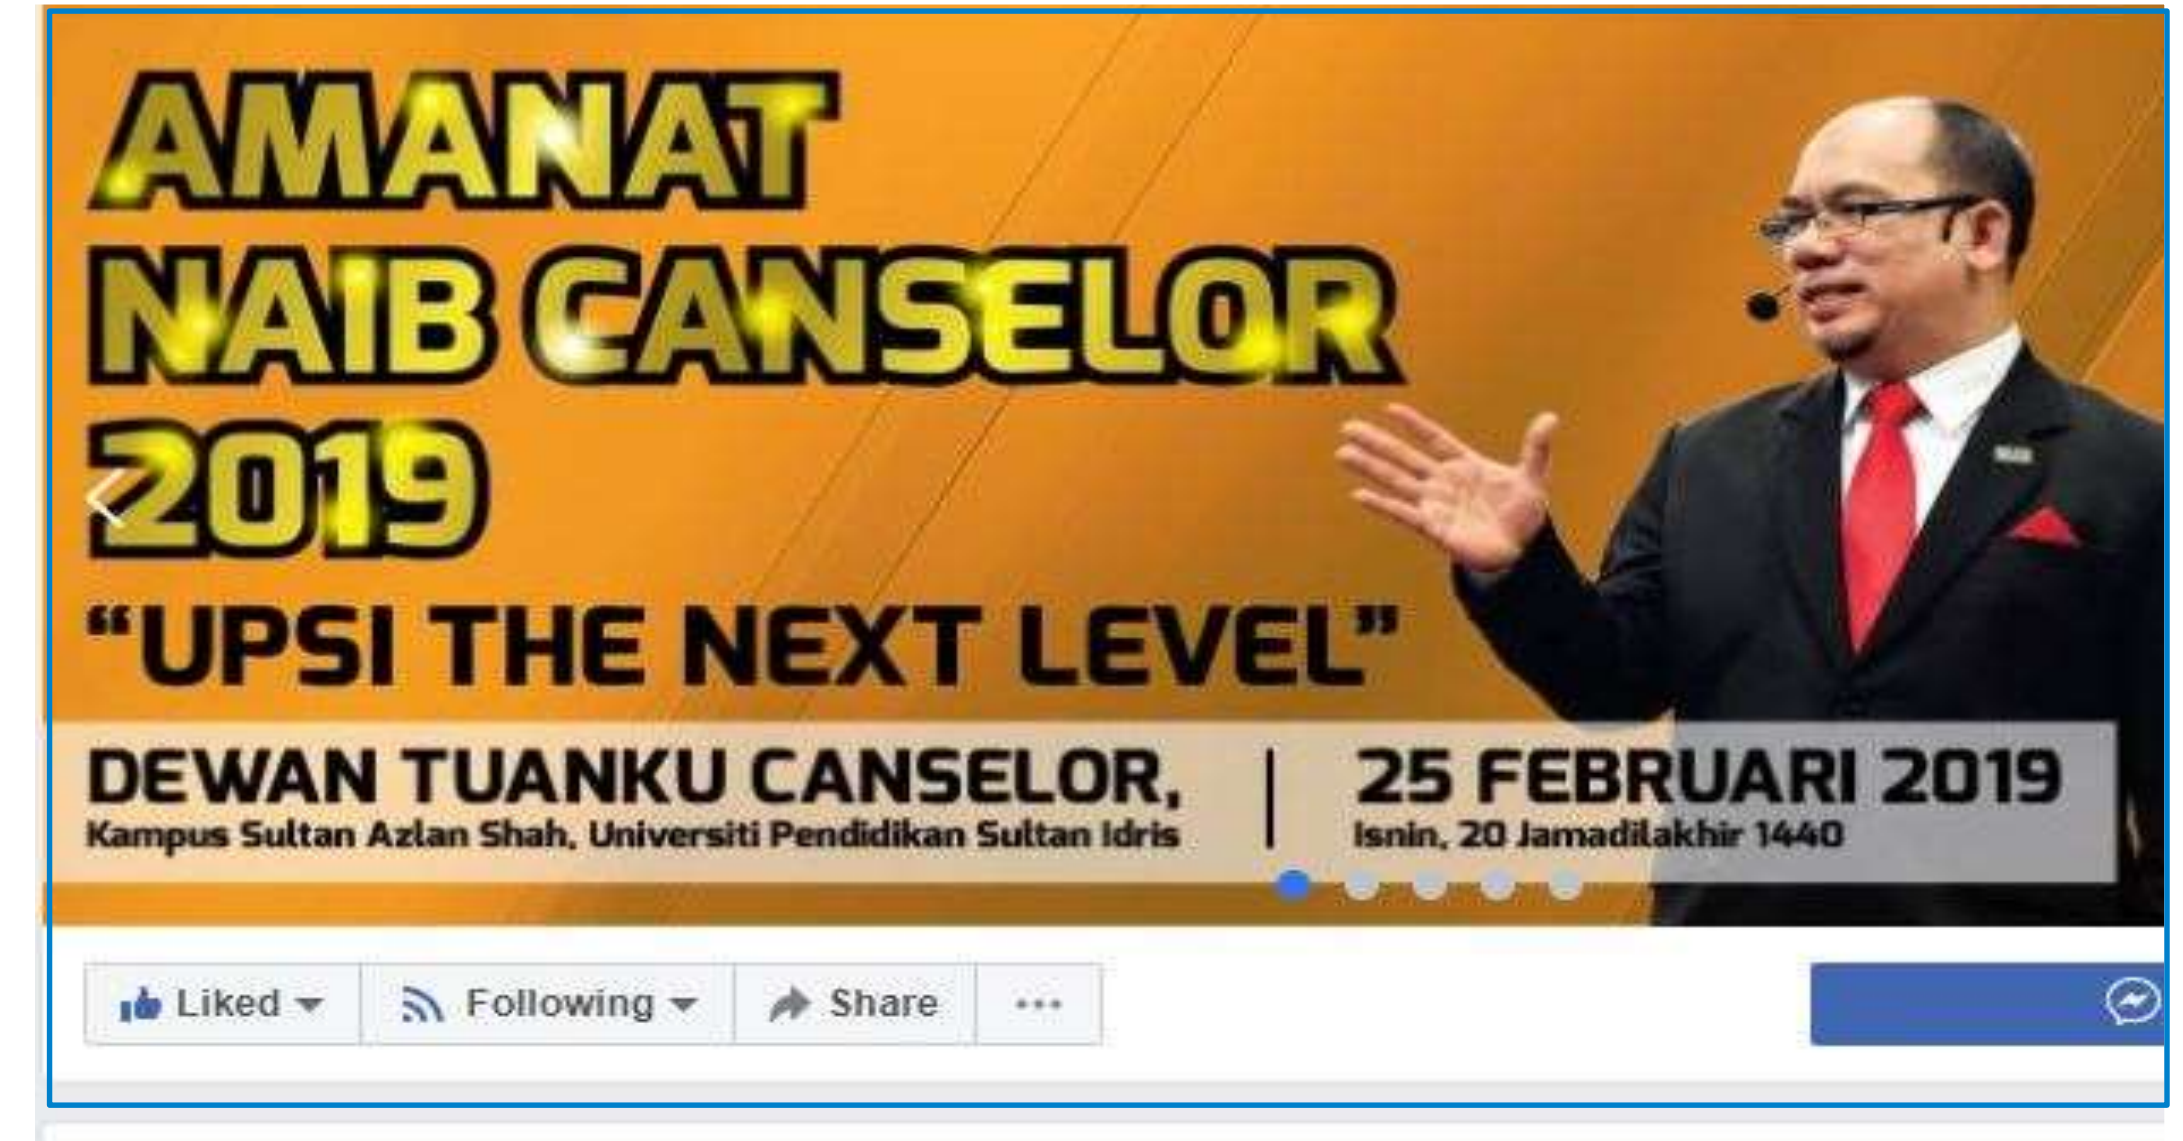 AMANAT
NAIB CANSELOR
2019
“UPSI THE NEXT LEVEL”
DEWAN TUANKU CANSELOR,
Kampus Sultan Azlan Shah, Universiti Pendidikan Sultan Idris
25 FEBRUARI 2019
Isnin, 20 Jamadilakhir 1440
Liked
Following
Share